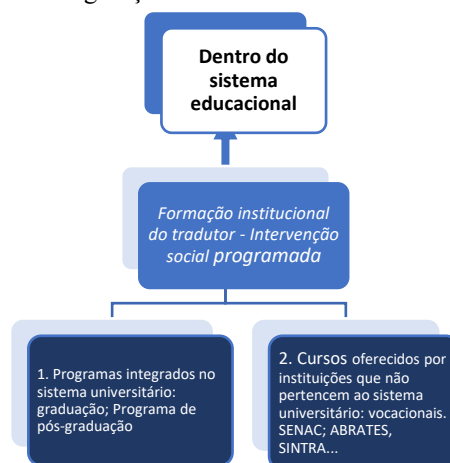 Dentro do
sistema
educacional
Formação institucional
do tradutor - Intervenção
social programada
1. Programas integrados no
sistema universitário:
graduação; Programa de
pós-graduação
2. Cursos oferecidos por
instituições que não
pertencem ao sistema
universitário: vocacionais.
SENAC; ABRATES,
SINTRA...